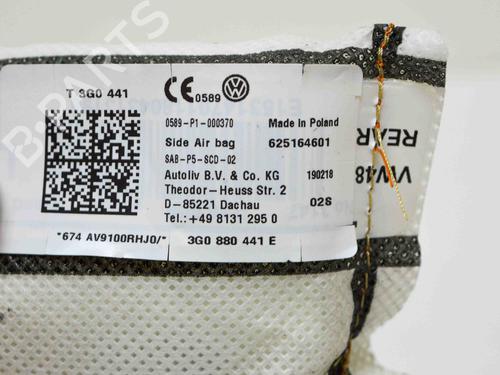 T 3G0 441
CE 0589
0589-P1-000370
Made in Poland
Side Air bag
625164601
SAB-P5-SCD-02
Autoliv B.V. & Co. KG
190218
Theodor-Heuss Str. 2
D-85221 Dachau
02S
Tel.: +49 8131 295 0
*674 AV9100RHJ0/*
3G0 880 441 E
VW48
REAR
B-PARTS